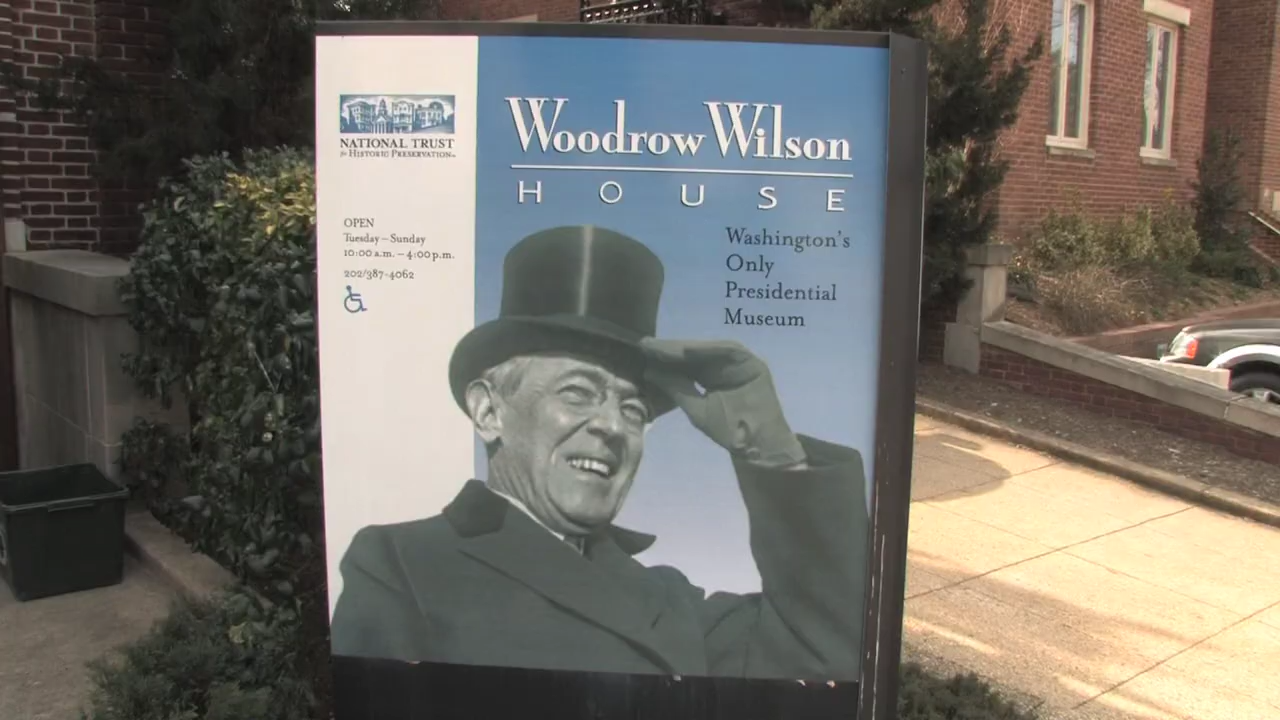 NATIONAL TRUST
for HISTORIC PRESERVATION
OPEN
Tuesday – Sunday
10:00 a.m. – 4:00 p.m.
202/387-4062
Woodrow Wilson
HOUSE
Washington's
Only
Presidential
Museum